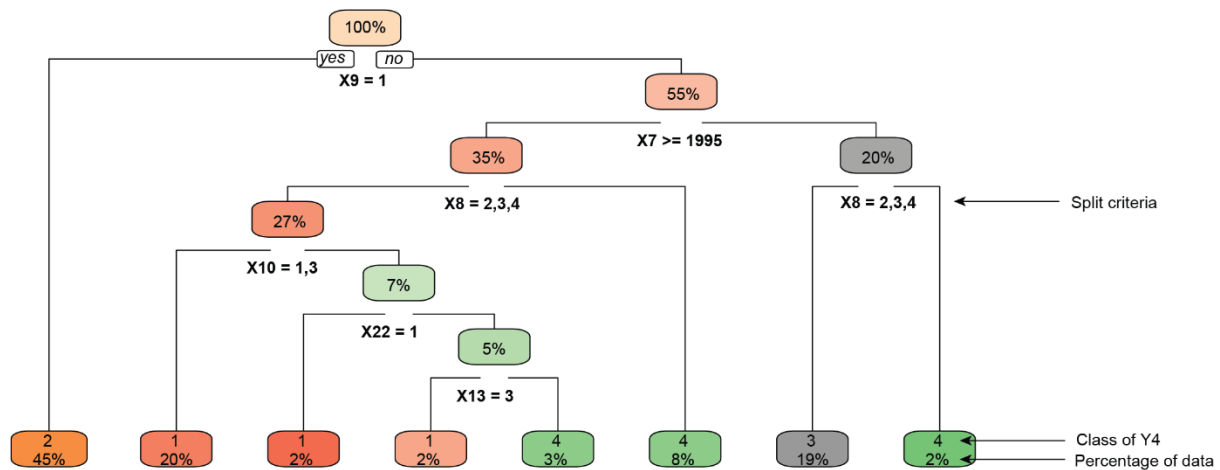 100%
yes
no
X9 = 1
55%
X7 >= 1995
35%
20%
X8 = 2,3,4
X8 = 2,3,4
Split criteria
27%
X10 = 1,3
7%
X22 = 1
5%
X13 = 3
2
45%
1
20%
1
2%
1
2%
4
3%
4
8%
3
19%
4
2%
Class of Y4
Percentage of data